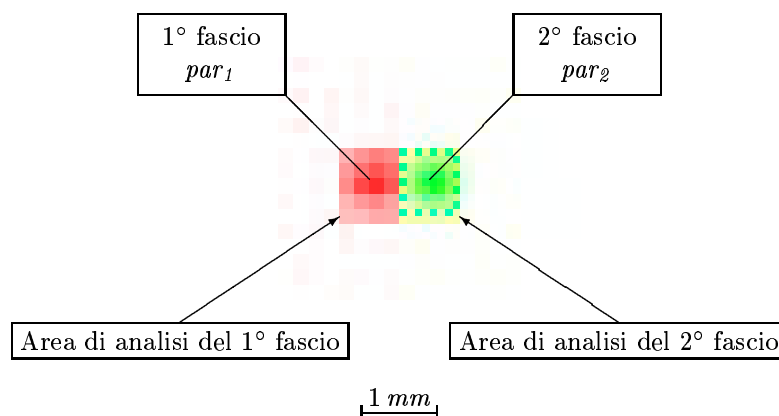 1° fascio
par₁
2° fascio
par₂
Area di analisi del 1° fascio
Area di analisi del 2° fascio
1 mm